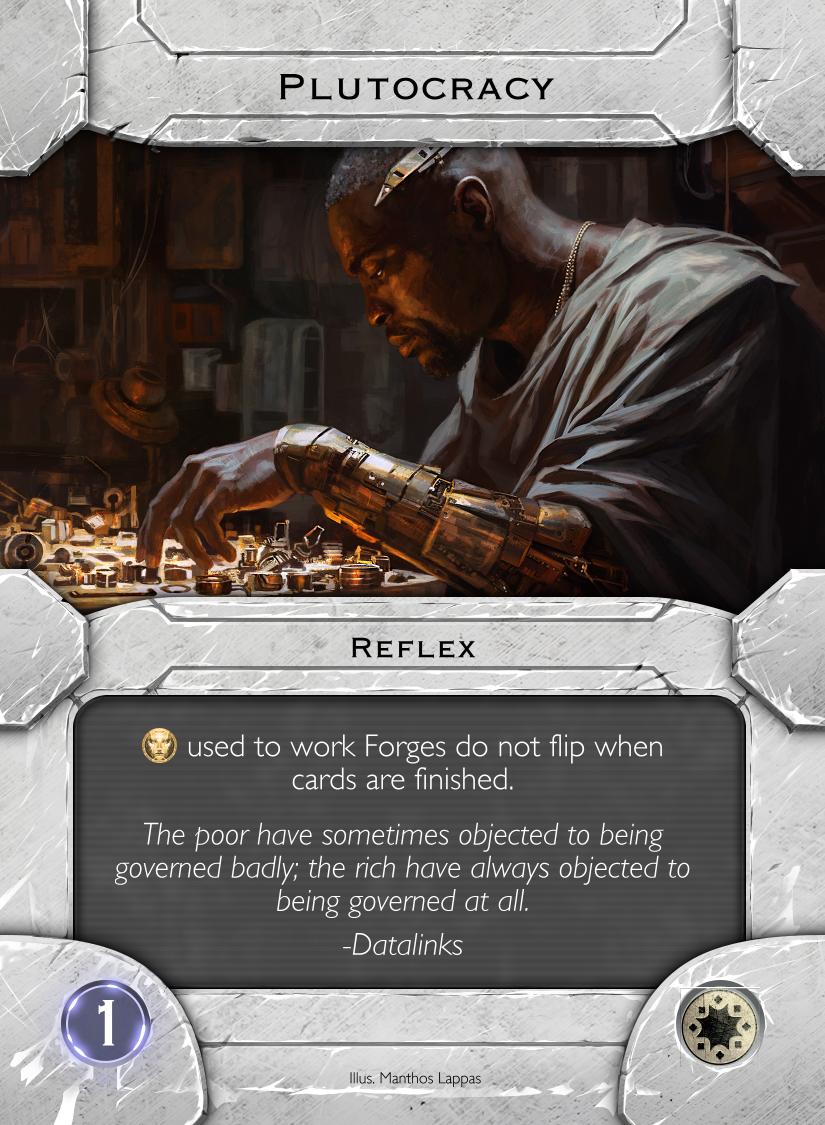 Plutocracy
Reflex
used to work Forges do not flip when
cards are finished.
The poor have sometimes objected to being
governed badly; the rich have always objected to
being governed at all.
-Datalinks
1
Illus. Manthos Lappas